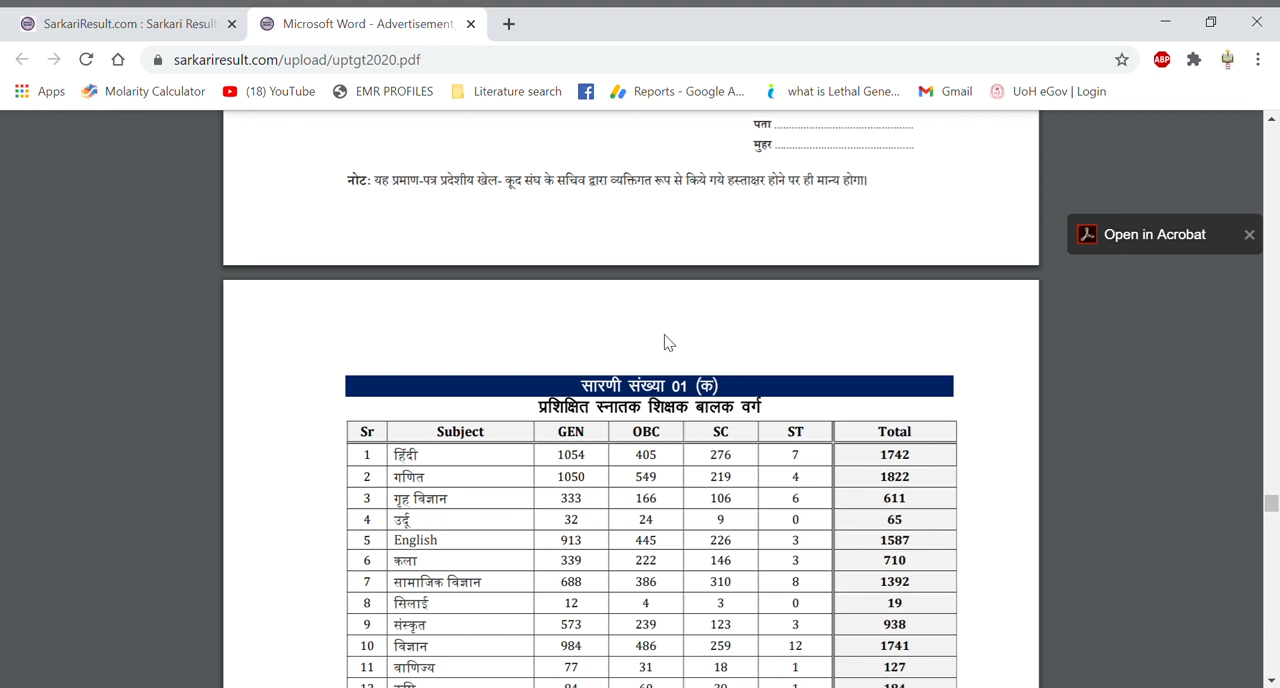 SarkariResult.com : Sarkari Result
Microsoft Word - Advertisement
sarkariresult.com/upload/uptgt2020.pdf
ABP
Apps
Molarity Calculator
(18) YouTube
EMR PROFILES
Literature search
Reports - Google A...
what is Lethal Gene...
Gmail
UoH eGov | Login
पता ................................................
मुहर ................................................
नोट: यह प्रमाण-पत्र प्रदेशीय खेल- कूद संघ के सचिव द्वारा व्यक्तिगत रूप से किये गये हस्ताक्षर होने पर ही मान्य होगा।
Open in Acrobat
सारणी संख्या 01 (क)
प्रशिक्षित स्नातक शिक्षक बालक वर्ग
Sr Subject GEN OBC SC ST Total
1 हिंदी 1054 405 276 7 1742
2 गणित 1050 549 219 4 1822
3 गृह विज्ञान 333 166 106 6 611
4 उर्दू 32 24 9 0 65
5 English 913 445 226 3 1587
6 कला 339 222 146 3 710
7 सामाजिक विज्ञान 688 386 310 8 1392
8 सिलाई 12 4 3 0 19
9 संस्कृत 573 239 123 3 938
10 विज्ञान 984 486 259 12 1741
11 वाणिज्य 77 31 18 1 127